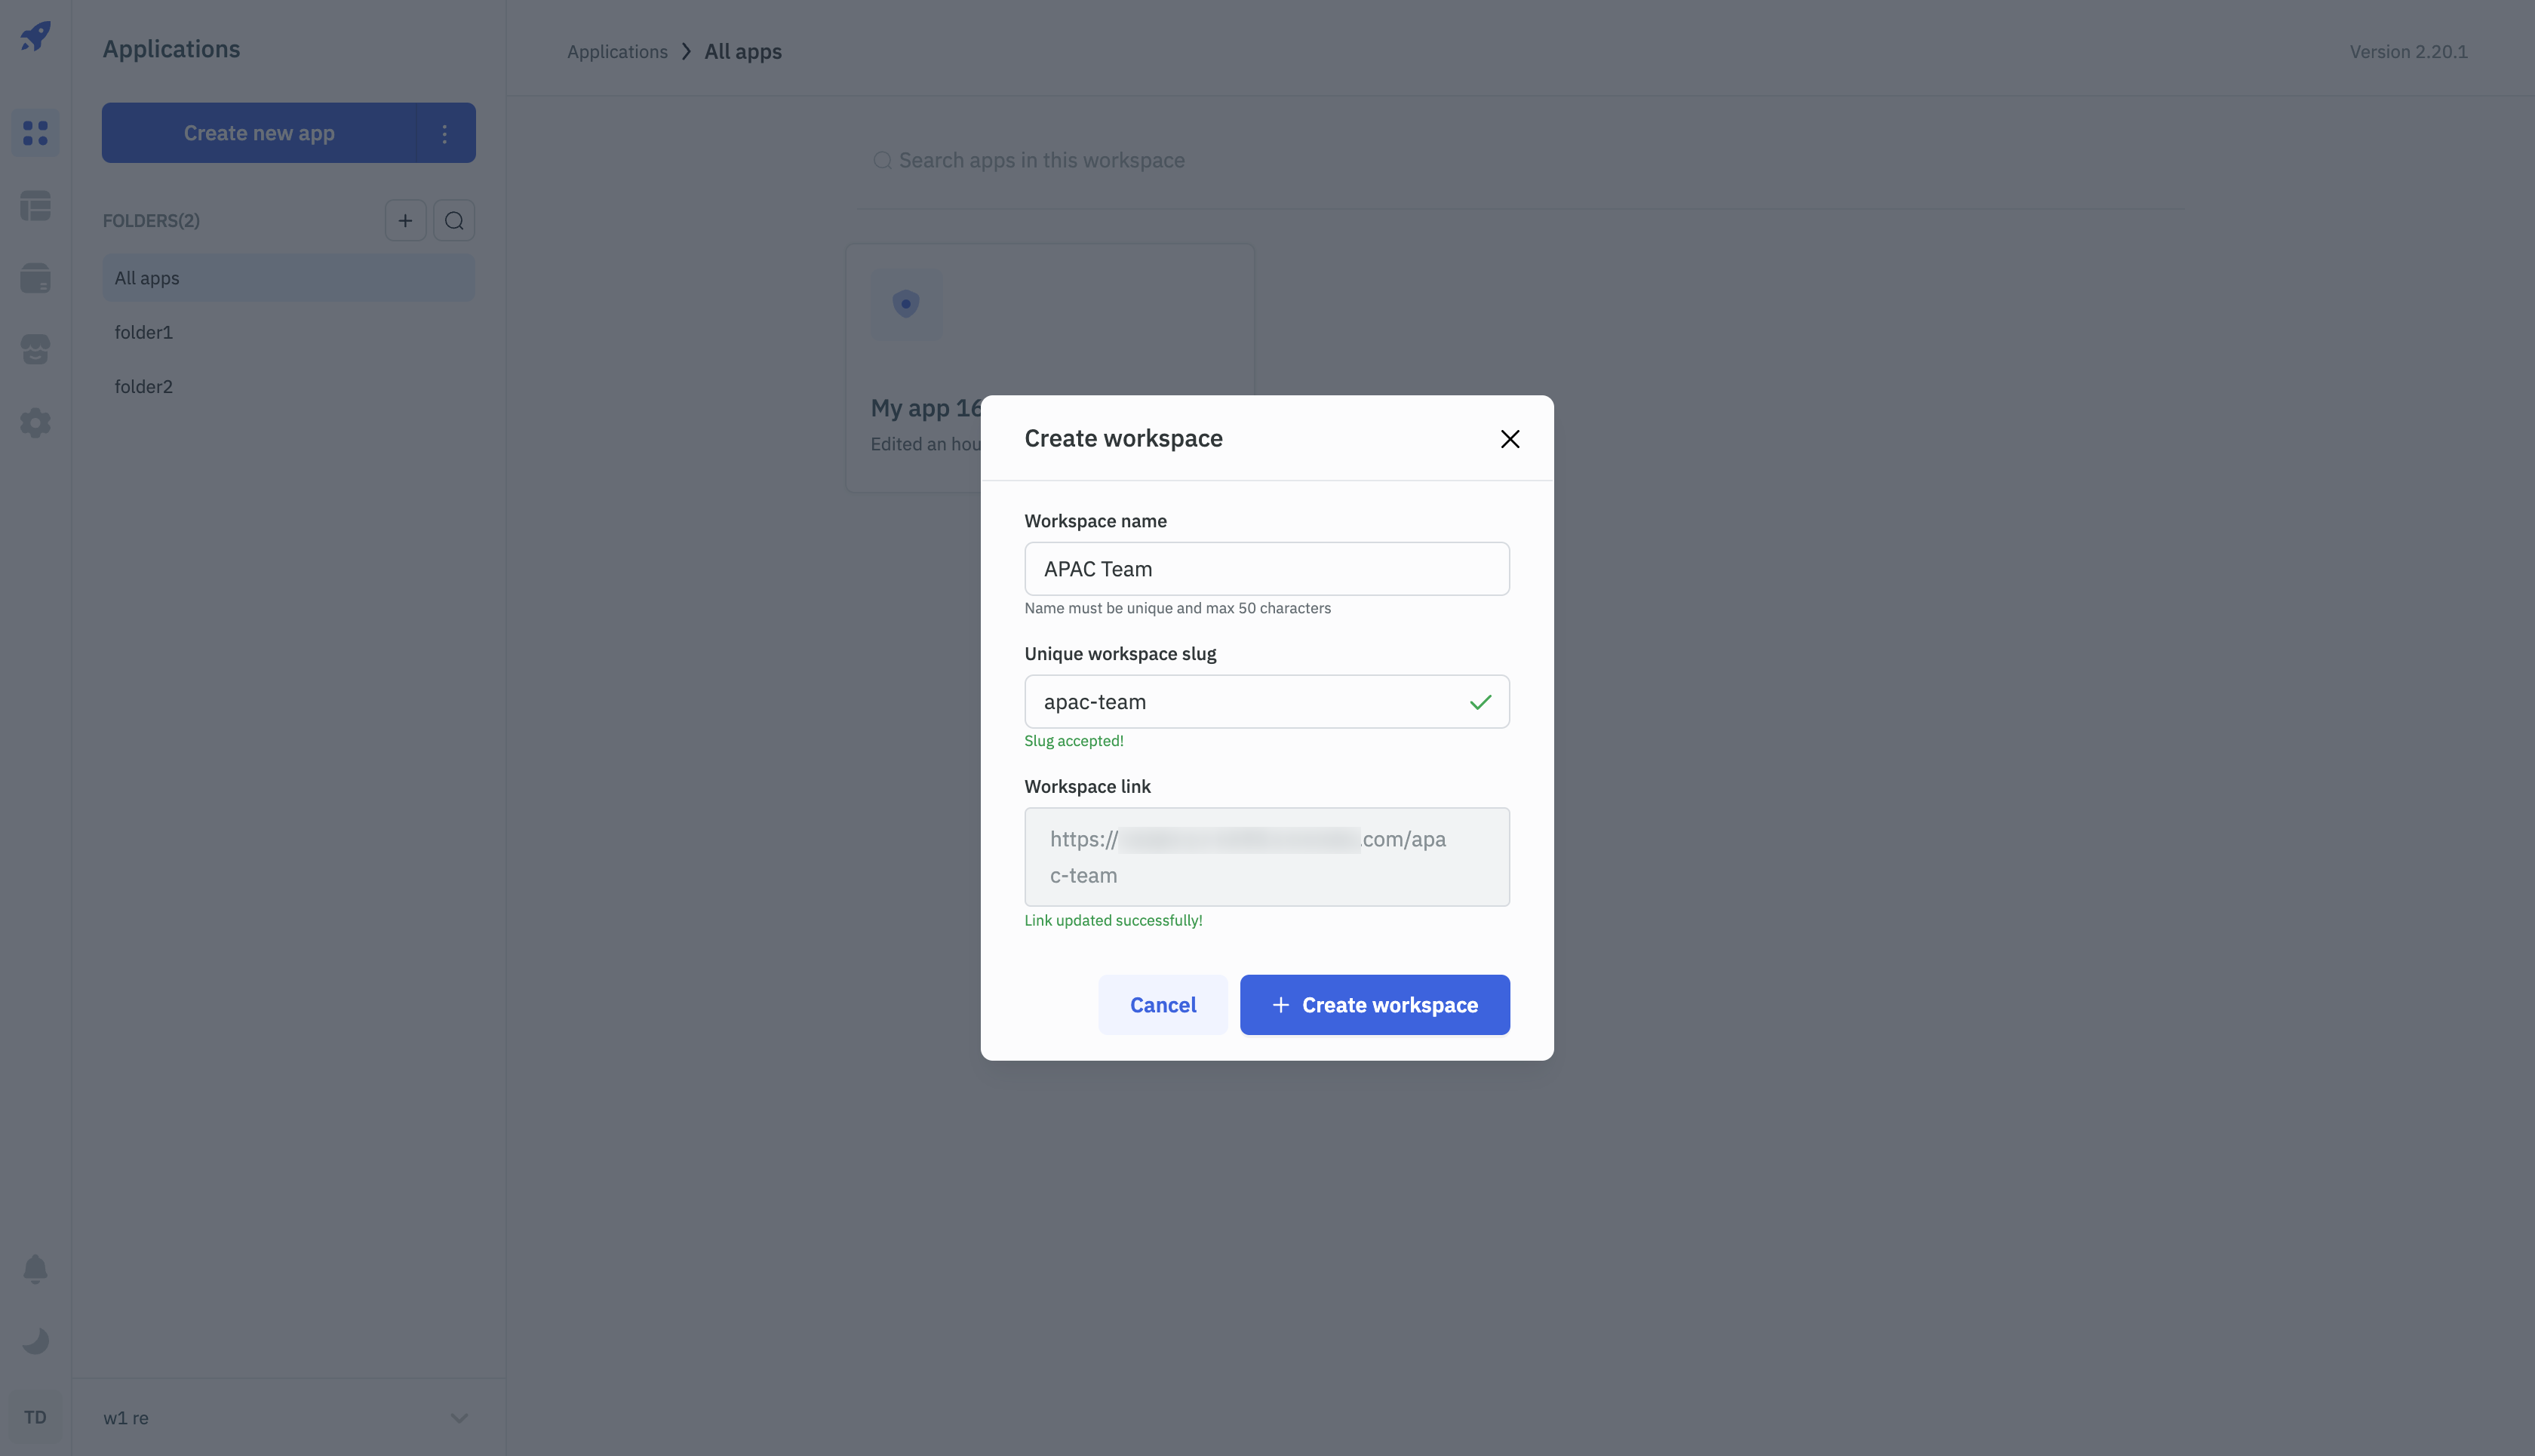 Applications
Create new app
FOLDERS(2)
All apps
folder1
folder2
TD
w1 re
Applications
All apps
Version 2.20.1
Search apps in this workspace
My app 16
Edited an hou
Create workspace
Workspace name
APAC Team
Name must be unique and max 50 characters
Unique workspace slug
apac-team
Slug accepted!
Workspace link
https:// .com/apa
c-team
Link updated successfully!
Cancel
Create workspace